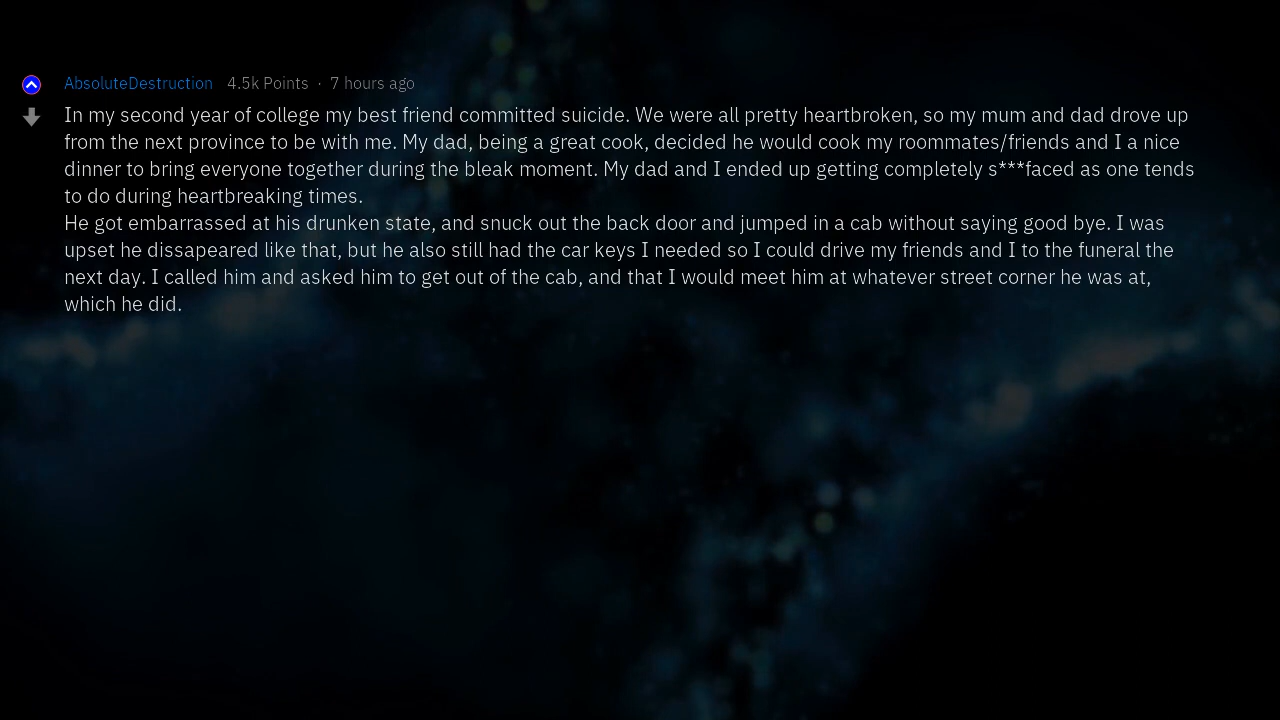 AbsoluteDestruction 4.5k Points · 7 hours ago
In my second year of college my best friend committed suicide. We were all pretty heartbroken, so my mum and dad drove up
from the next province to be with me. My dad, being a great cook, decided he would cook my roommates/friends and I a nice
dinner to bring everyone together during the bleak moment. My dad and I ended up getting completely s***faced as one tends
to do during heartbreaking times.
He got embarrassed at his drunken state, and snuck out the back door and jumped in a cab without saying good bye. I was
upset he dissapeared like that, but he also still had the car keys I needed so I could drive my friends and I to the funeral the
next day. I called him and asked him to get out of the cab, and that I would meet him at whatever street corner he was at,
which he did.